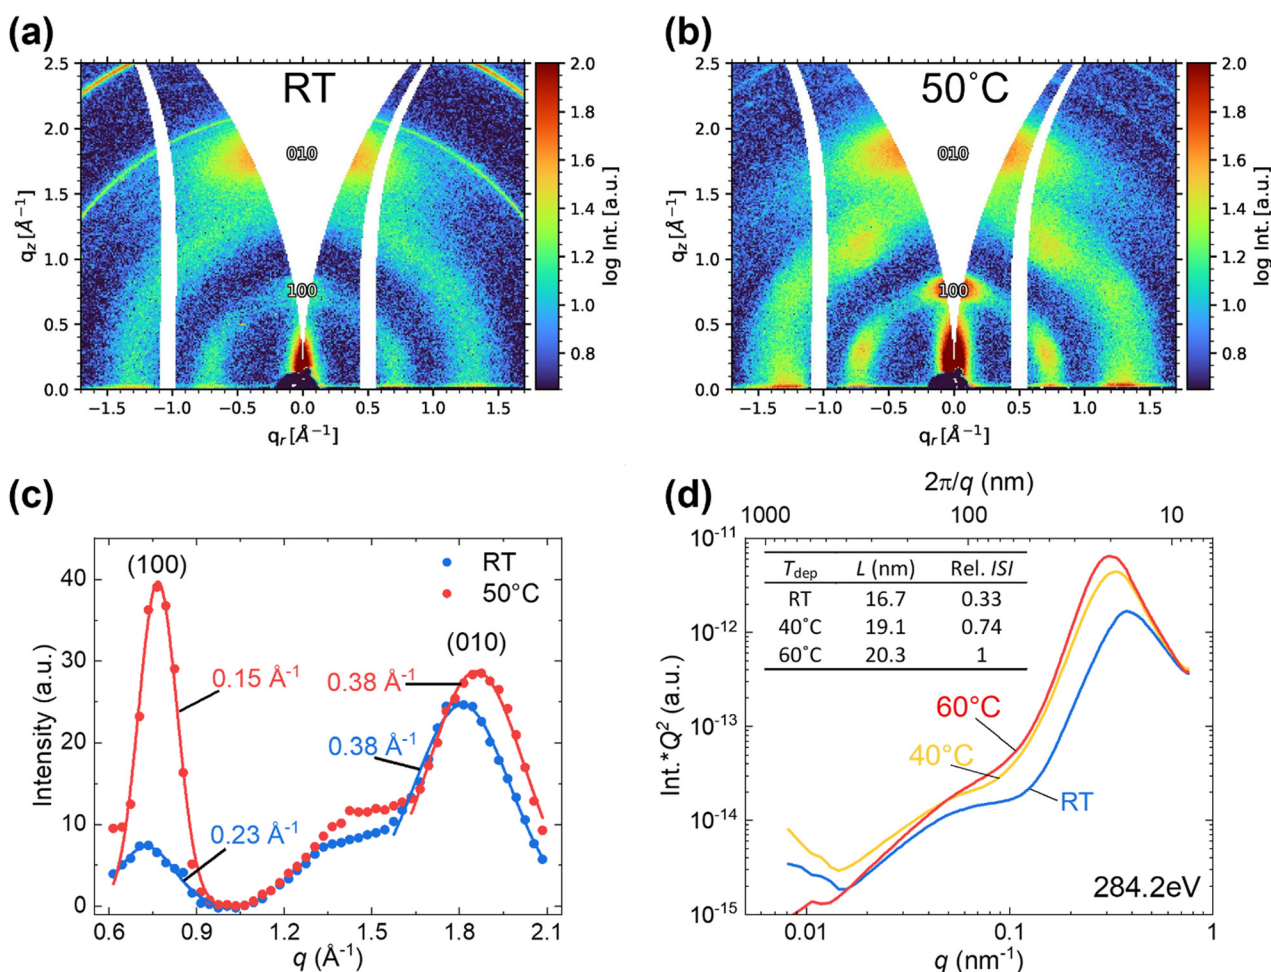 (a)
RT
2.5
2.0
1.5
1.0
0.5
0.0
qz [Å⁻¹]
010
100
−1.5 −1.0 −0.5 0.0 0.5 1.0 1.5
qr [Å⁻¹]
2.0
1.8
1.6
1.4
1.2
1.0
0.8
log Int. [a.u.]
(b)
50°C
2.5
2.0
1.5
1.0
0.5
0.0
qz [Å⁻¹]
010
100
−1.5 −1.0 −0.5 0.0 0.5 1.0 1.5
qr [Å⁻¹]
2.0
1.8
1.6
1.4
1.2
1.0
0.8
log Int. [a.u.]
(c)
(100)
RT
50°C
(010)
0.15 Å⁻¹
0.38 Å⁻¹
0.38 Å⁻¹
0.23 Å⁻¹
40
30
20
10
0
Intensity (a.u.)
0.6 0.9 1.2 1.5 1.8 2.1
q (Å⁻¹)
(d)
2π/q (nm)
1000 100 10
10⁻¹¹
10⁻¹²
10⁻¹³
10⁻¹⁴
10⁻¹⁵
Int.*Q² (a.u.)
Tdep L (nm) Rel. ISI
RT 16.7 0.33
40°C 19.1 0.74
60°C 20.3 1
60°C
40°C
RT
284.2eV
0.01 0.1 1
q (nm⁻¹)